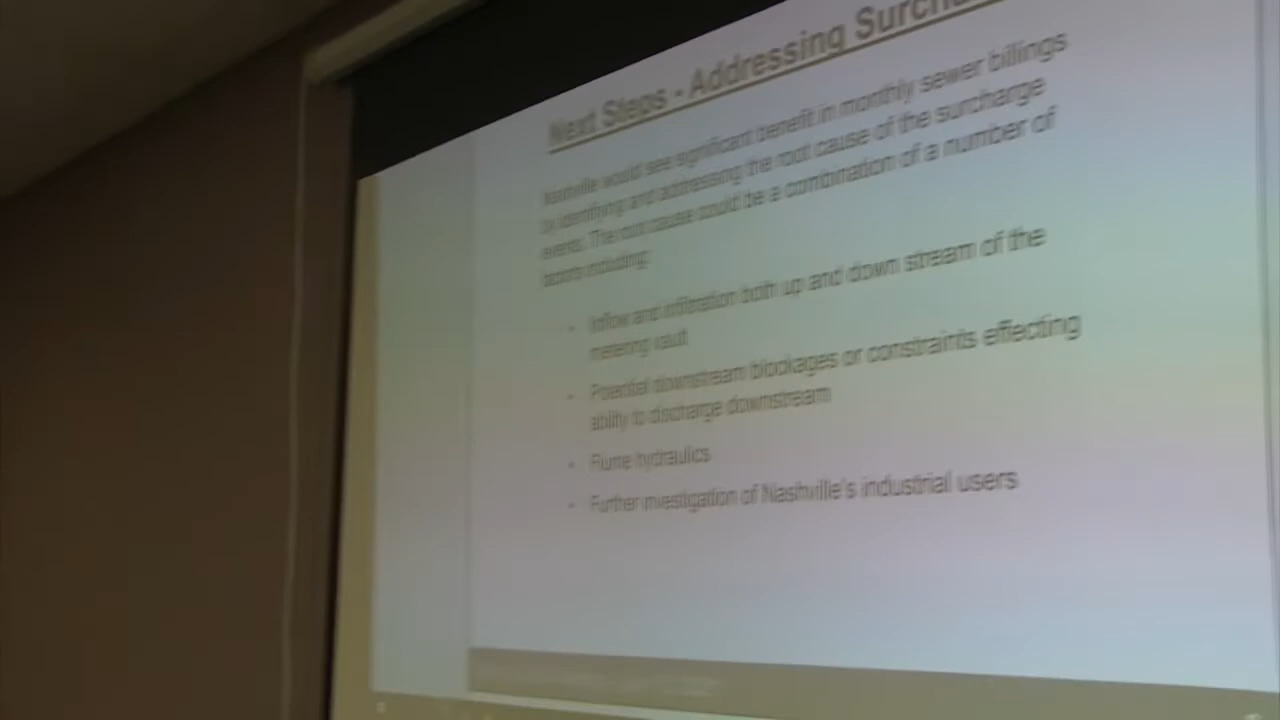 Next Steps - Addressing Surcha
Nashville would see significant benefit in monthly sewer billings
by identifying and addressing the root cause of the surcharge
events. The root cause could be a combination of a number of
factors including:
• Inflow and infiltration both up and down stream of the
metering vault
• Potential downstream blockages or constraints effecting
ability to discharge downstream
• Flume hydraulics
• Further investigation of Nashville's industrial users